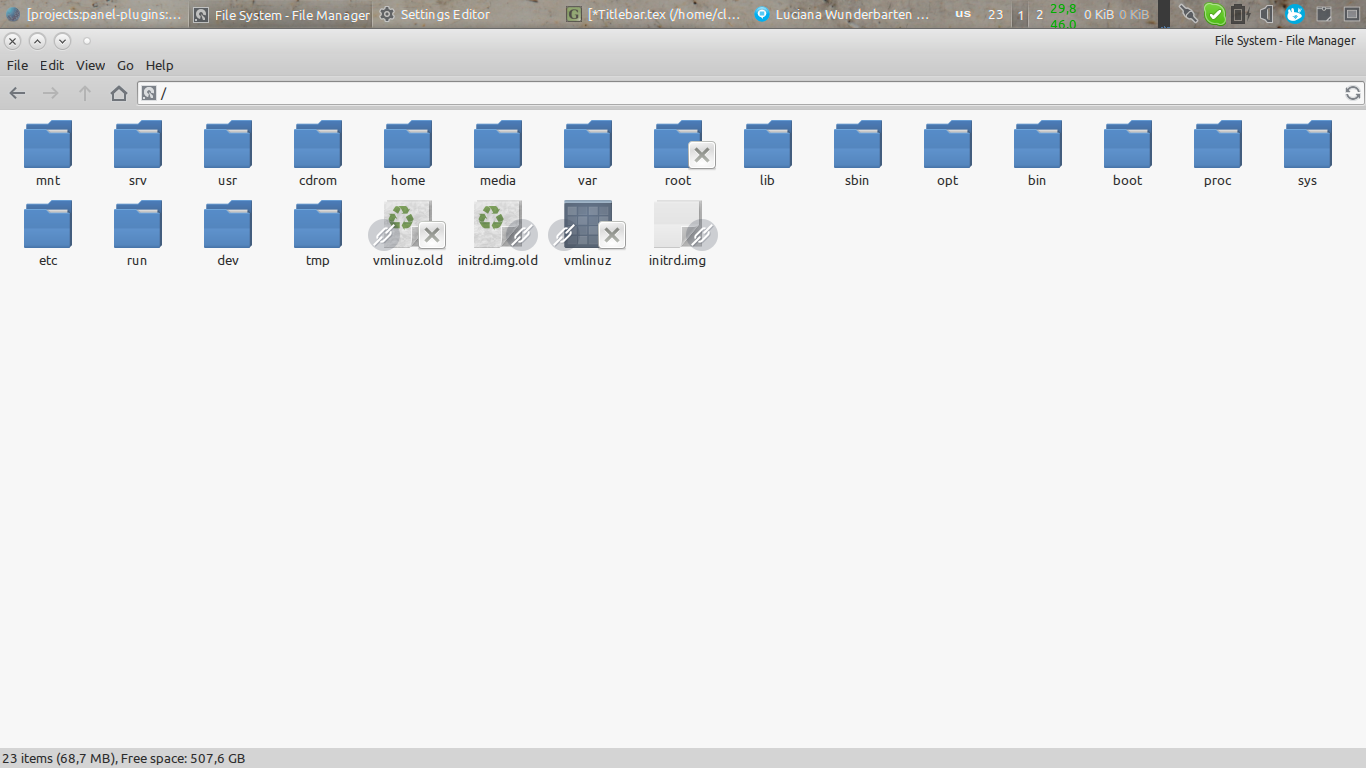 [projects:panel-plugins:... File System - File Manager Settings Editor [*Titlebar.tex (/home/cl... Luciana Wunderbarten ... us 23 1 2 29,8 0 KiB 0 KiB
46,0
File System - File Manager
File Edit View Go Help
/
mnt srv usr cdrom home media var root lib sbin opt bin boot proc sys
etc run dev tmp vmlinuz.old initrd.img.old vmlinuz initrd.img
23 items (68,7 MB), Free space: 507,6 GB